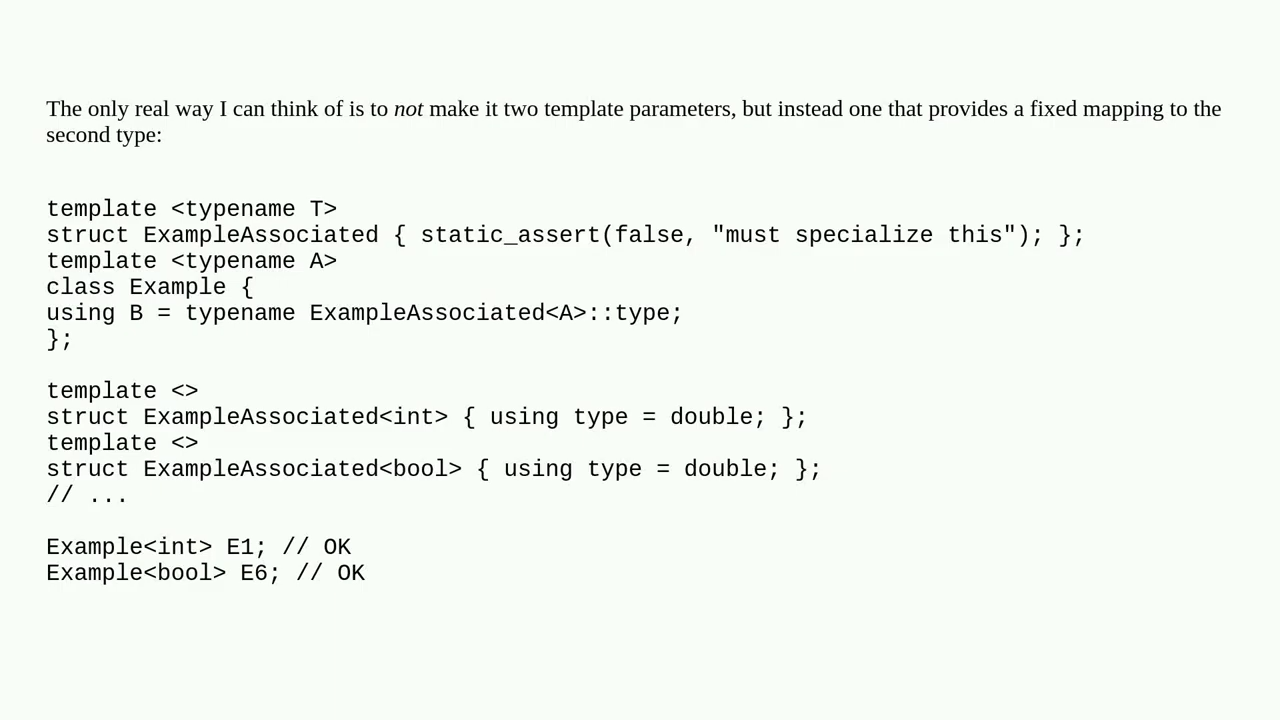 The only real way I can think of is to not make it two template parameters, but instead one that provides a fixed mapping to the
second type:
template <typename T>
struct ExampleAssociated { static_assert(false, "must specialize this"); };
template <typename A>
class Example {
using B = typename ExampleAssociated<A>::type;
};
template <>
struct ExampleAssociated<int> { using type = double; };
template <>
struct ExampleAssociated<bool> { using type = double; };
// ...
Example<int> E1; // OK
Example<bool> E6; // OK